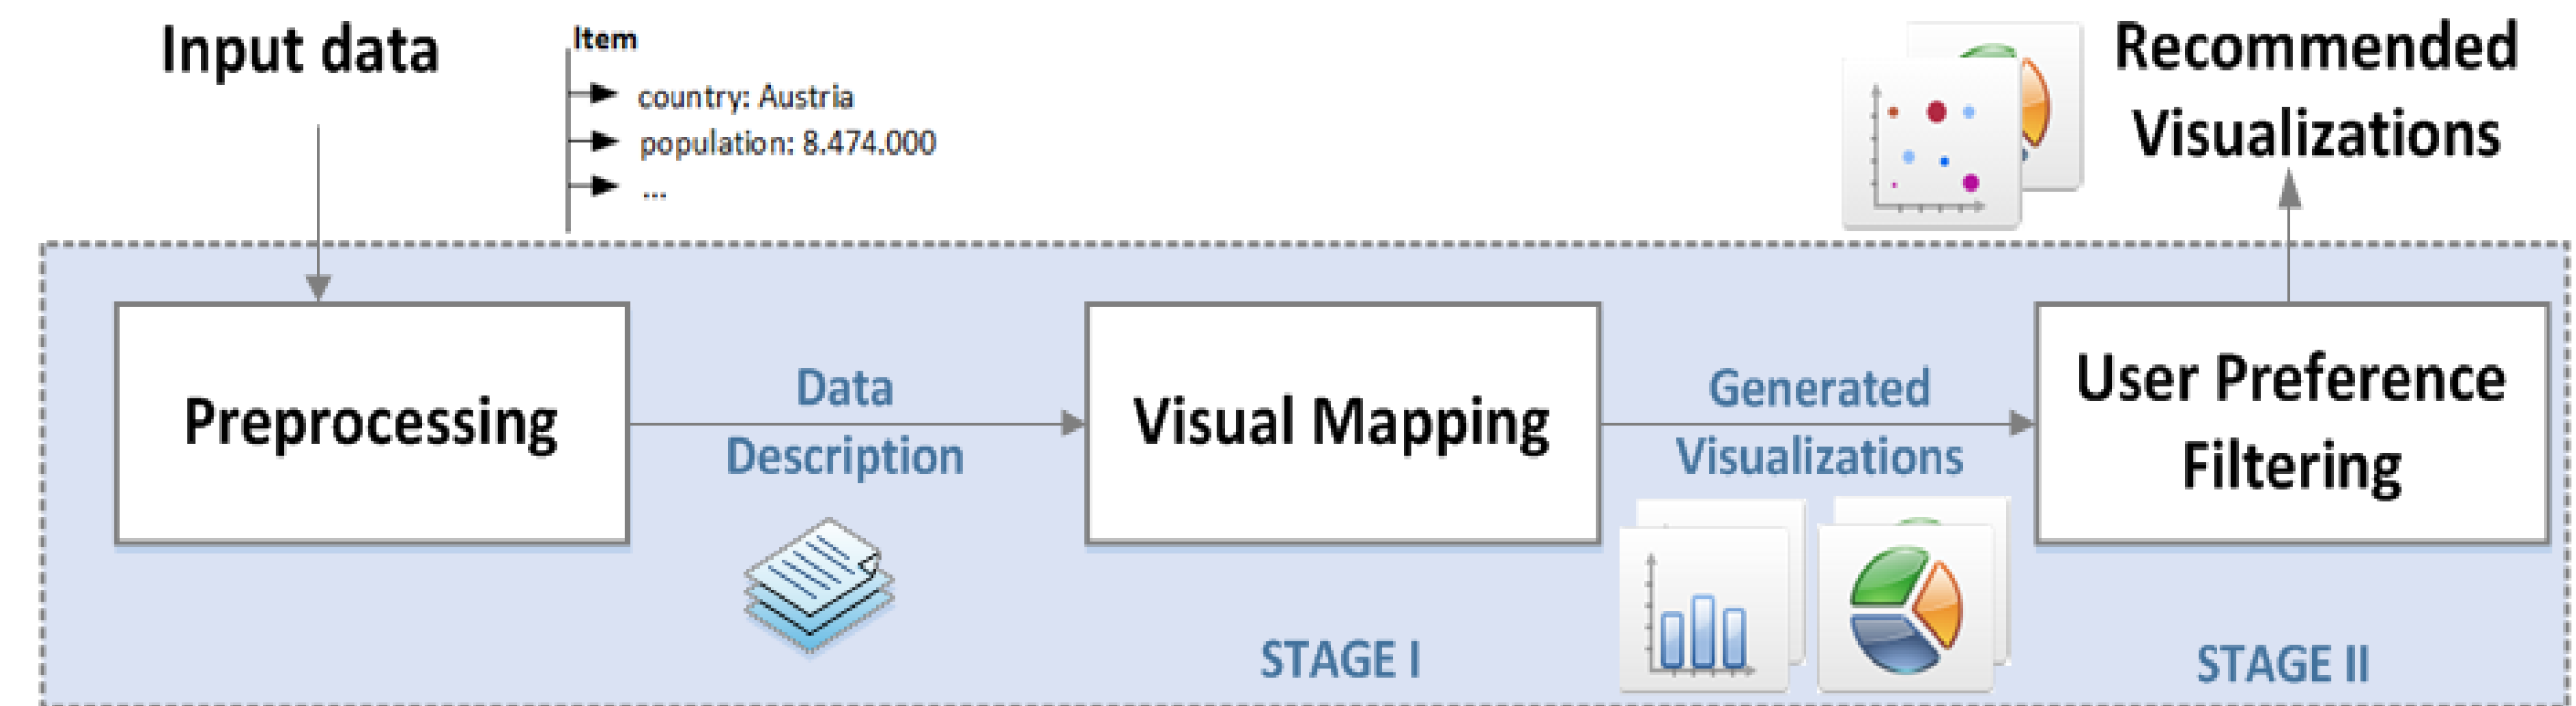 Input data
Item
country: Austria
population: 8.474.000
...
Recommended
Visualizations
Preprocessing
Data
Description
Visual Mapping
Generated
Visualizations
User Preference
Filtering
STAGE I
STAGE II